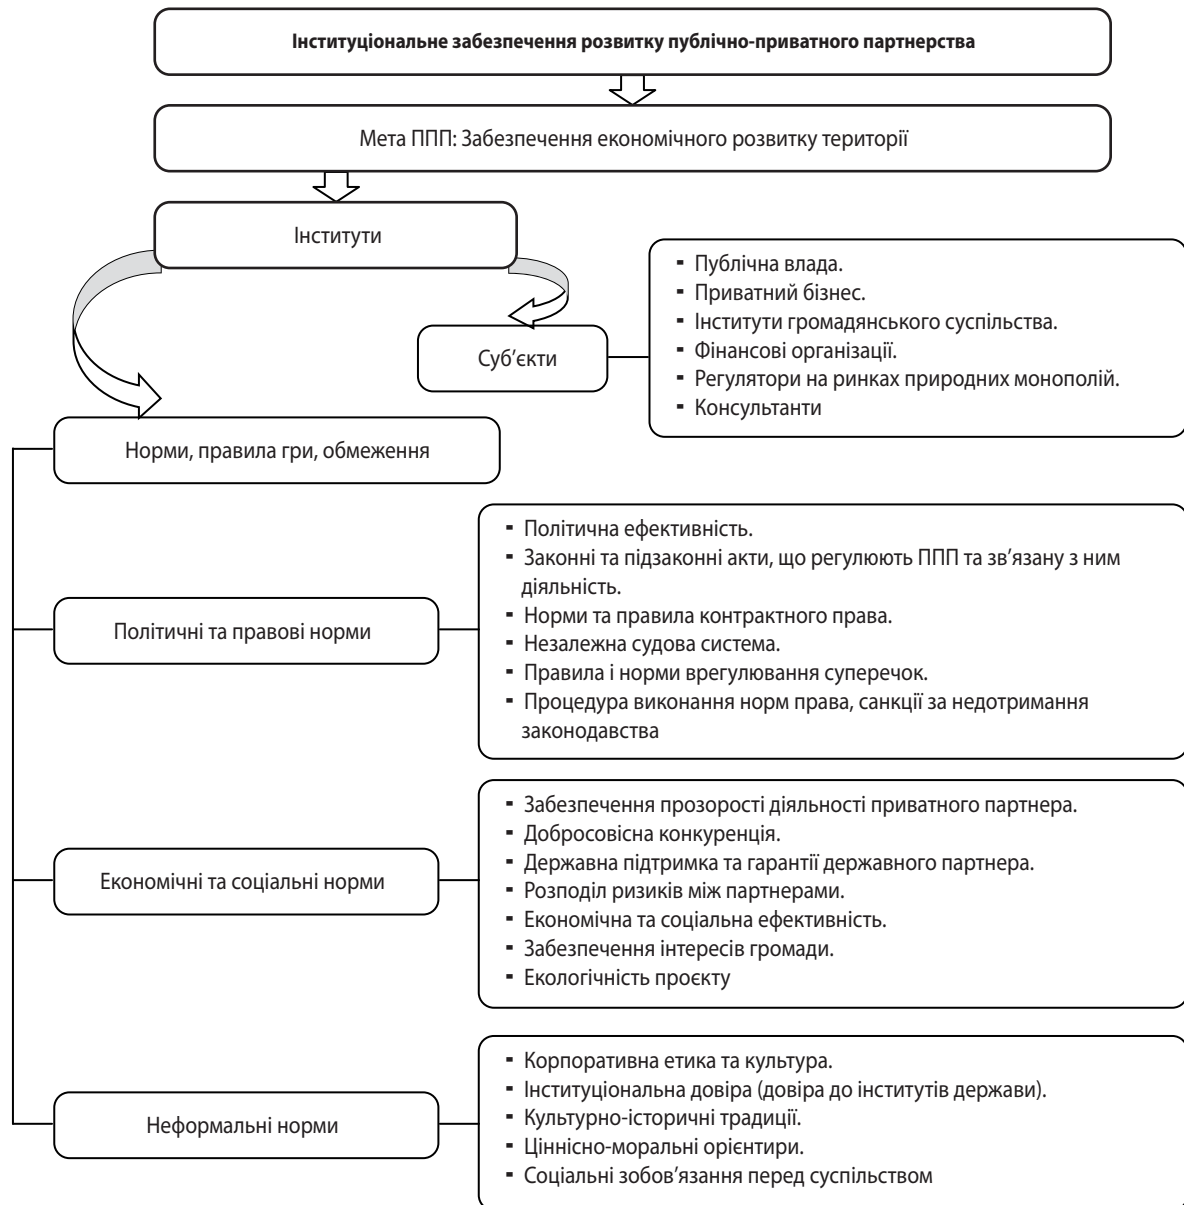 Інституціональне забезпечення розвитку публічно-приватного партнерства
Мета ППП: Забезпечення економічного розвитку території
Інститути
▪ Публічна влада.
▪ Приватний бізнес.
▪ Інститути громадянського суспільства.
▪ Фінансові організації.
▪ Регулятори на ринках природних монополій.
▪ Консультанти
Суб’єкти
Норми, правила гри, обмеження
▪ Політична ефективність.
▪ Законні та підзаконні акти, що регулюють ППП та зв’язану з ним
діяльність.
▪ Норми та правила контрактного права.
▪ Незалежна судова система.
▪ Правила і норми врегулювання суперечок.
▪ Процедура виконання норм права, санкції за недотримання
законодавства
Політичні та правові норми
▪ Забезпечення прозорості діяльності приватного партнера.
▪ Добросовісна конкуренція.
▪ Державна підтримка та гарантії державного партнера.
▪ Розподіл ризиків між партнерами.
▪ Економічна та соціальна ефективність.
▪ Забезпечення інтересів громади.
▪ Екологічність проєкту
Економічні та соціальні норми
▪ Корпоративна етика та культура.
▪ Інституціональна довіра (довіра до інститутів держави).
▪ Культурно-історичні традиції.
▪ Ціннісно-моральні орієнтири.
▪ Соціальні зобов’язання перед суспільством
Неформальні норми